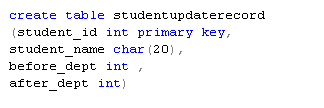 create table studentupdaterecord
(student_id int primary key,
student_name char(20),
before_dept int ,
after_dept int)